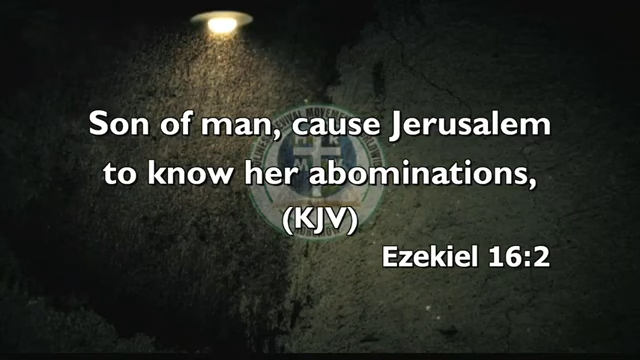 Son of man, cause Jerusalem
to know her abominations,
(KJV)
Ezekiel 16:2